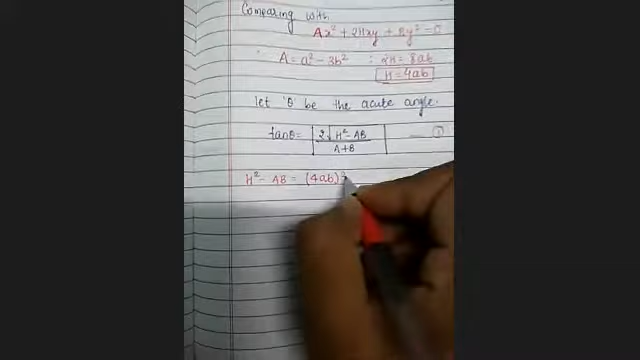 Comparing with
Ax² + 2Hxy + By² = 0
A = a² - 3b² : 2H = 8ab
H = 4ab
let 'θ' be the acute angle.
tanθ = | 2√H² - AB / A+B | ___ ①
H² - AB = (4ab)²